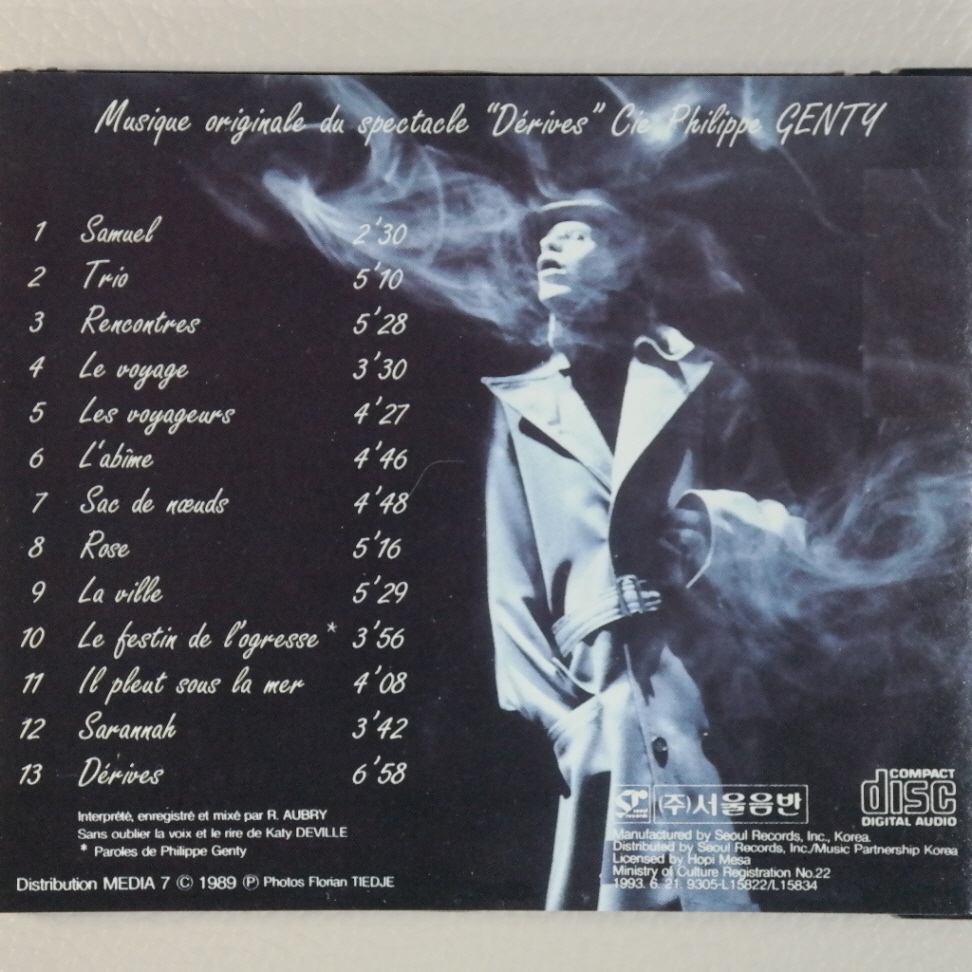 Musique originale du spectacle "Dérives" Cie Philippe GENTY
1 Samuel 2'30
2 Trio 5'10
3 Rencontres 5'28
4 Le voyage 3'30
5 Les voyageurs 4'27
6 L'abîme 4'46
7 Sac de nœuds 4'48
8 Rose 5'16
9 La ville 5'29
10 Le festin de l'ogresse * 3'56
11 Il pleut sous la mer 4'08
12 Sarannah 3'42
13 Dérives 6'58
Interprété, enregistré et mixé par R. AUBRY
Sans oublier la voix et le rire de Katy DEVILLE
* Paroles de Philippe Genty
Distribution MEDIA 7 © 1989 Ⓟ Photos Florian TIEDJE
(주)서울음반
COMPACT
disc
DIGITAL AUDIO
Manufactured by Seoul Records, Inc., Korea.
Distributed by Seoul Records, Inc./Music Partnership Korea
Licensed by Hopi Mesa
Ministry of Culture Registration No.22
1993. 6. 21. 9305-L15822/L15834